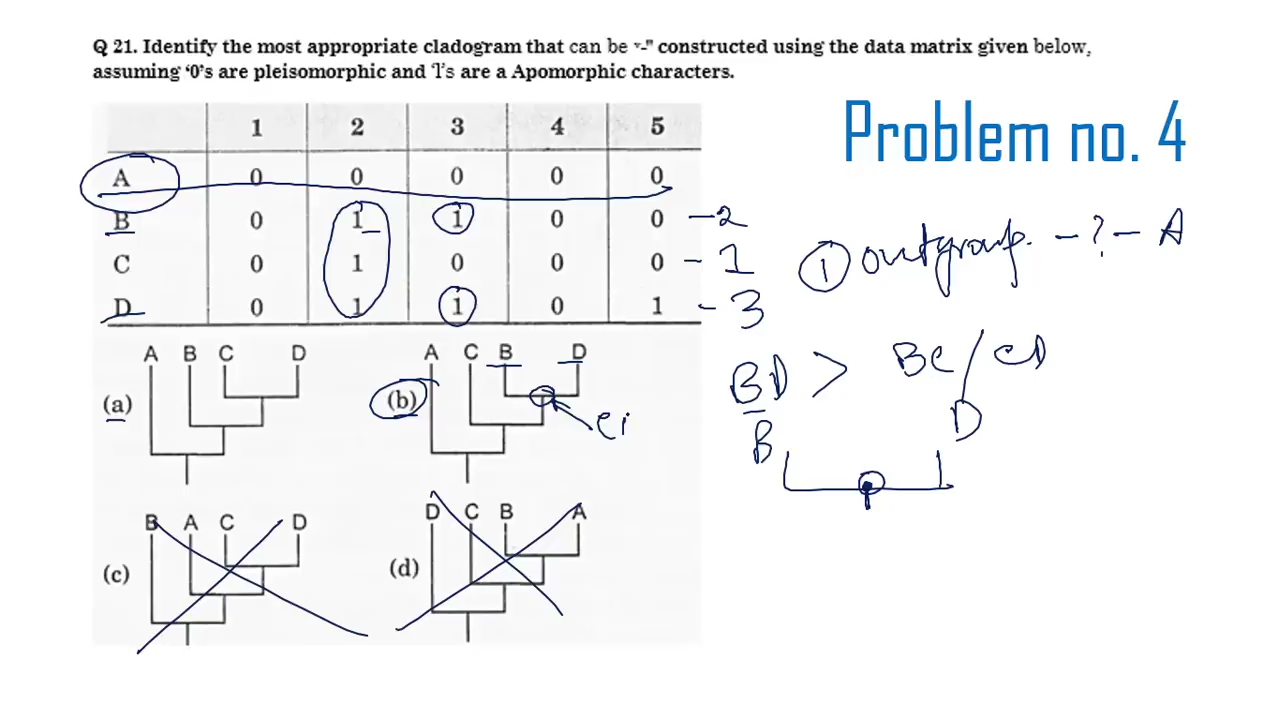 Q 21. Identify the most appropriate cladogram that can be "-" constructed using the data matrix given below,
assuming '0's are pleisomorphic and '1's are a Apomorphic characters.
Problem no. 4
1 2 3 4 5
A 0 0 0 0 0
B 0 1 1 0 0 -2
C 0 1 0 0 0 -1
D 0 1 1 0 1 -3
① outgroup. -?- A
A B C D
A C B D
(a)
(b)
BD > BC/CD
B D
B A C D
D C B A
(c)
(d)